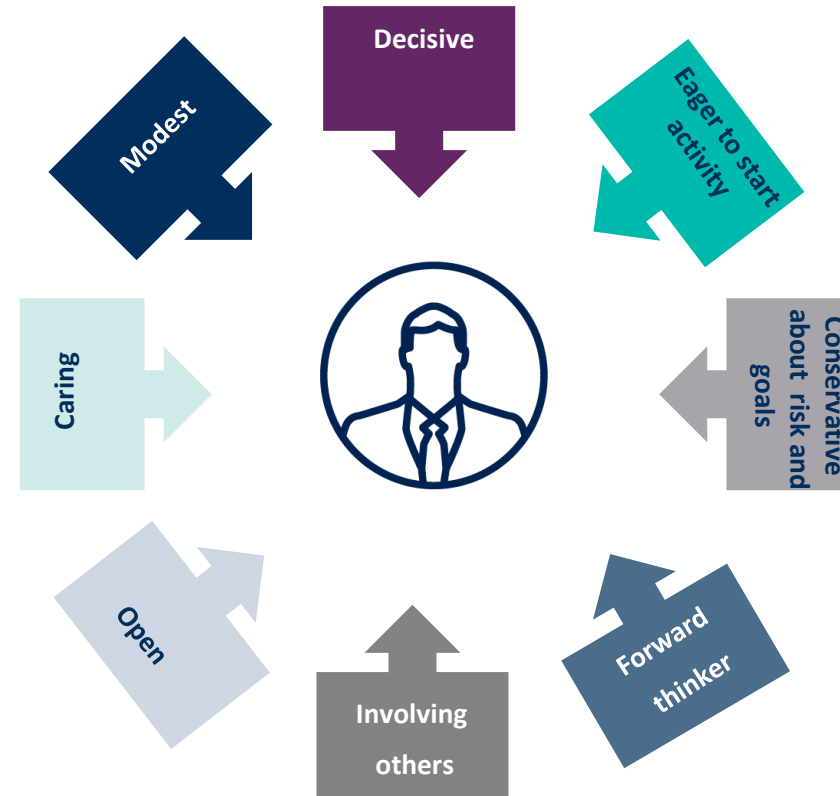 Decisive
Eager to start
activity
Conservative
about risk and
goals
Forward
thinker
Involving
others
Open
Caring
Modest